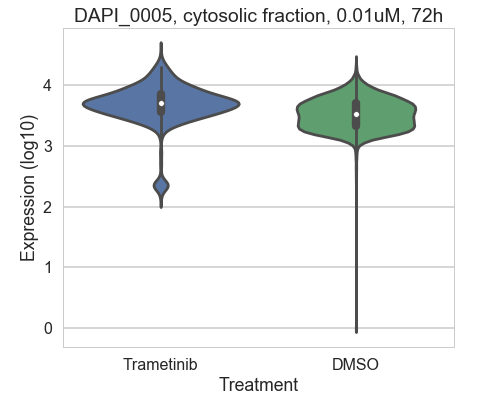 DAPI_0005, cytosolic fraction, 0.01uM, 72h
Expression (log10)
4
3
2
1
0
Trametinib DMSO
Treatment